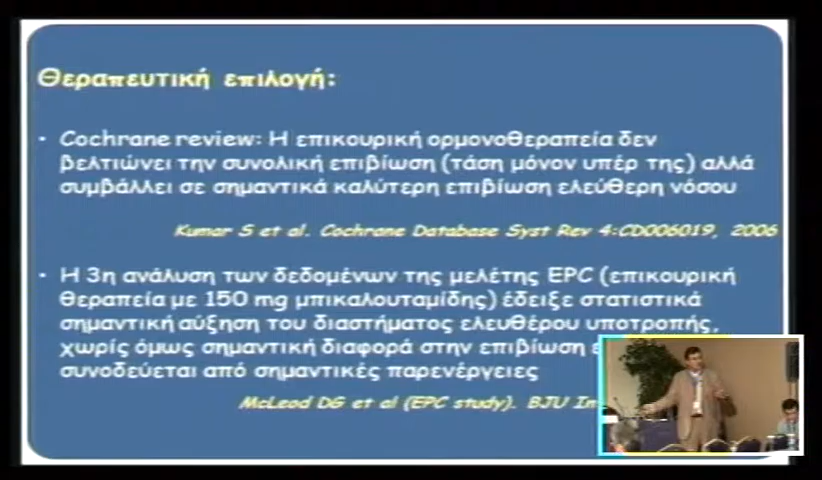 Θεραπευτική επιλογή:
• Cochrane review: Η επικουρική ορμονοθεραπεία δεν
βελτιώνει την συνολική επιβίωση (τάση μόνον υπέρ της) αλλά
συμβάλλει σε σημαντικά καλύτερη επιβίωση ελεύθερη νόσου
Kumar S et al. Cochrane Database Syst Rev 4:CD006019, 2006
• Η 3η ανάλυση των δεδομένων της μελέτης EPC (επικουρική
θεραπεία με 150 mg μπικαλουταμίδης) έδειξε στατιστικά
σημαντική αύξηση του διαστήματος ελευθέρου υποτροπής,
χωρίς όμως σημαντική διαφορά στην επιβίωση
συνοδεύεται από σημαντικές παρενέργειες
McLeod DG et al (EPC study). BJU